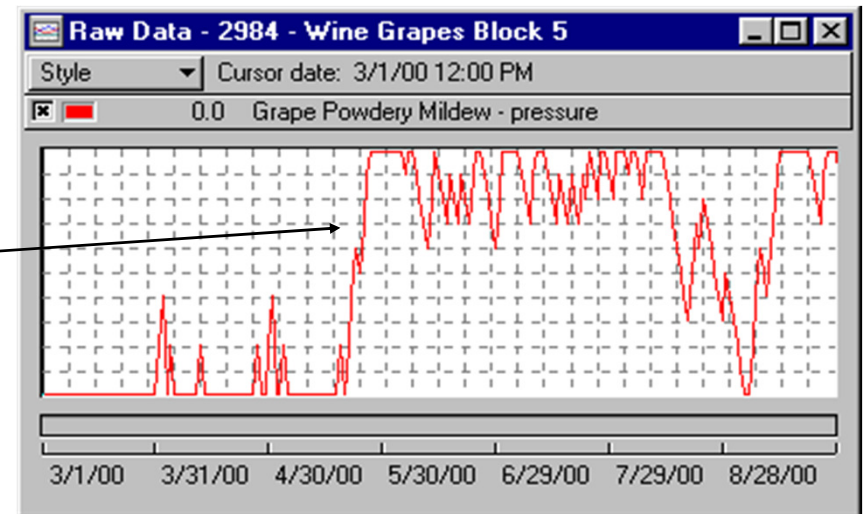 Raw Data - 2984 - Wine Grapes Block 5
Style Cursor date: 3/1/00 12:00 PM
0.0 Grape Powdery Mildew - pressure
3/1/00 3/31/00 4/30/00 5/30/00 6/29/00 7/29/00 8/28/00